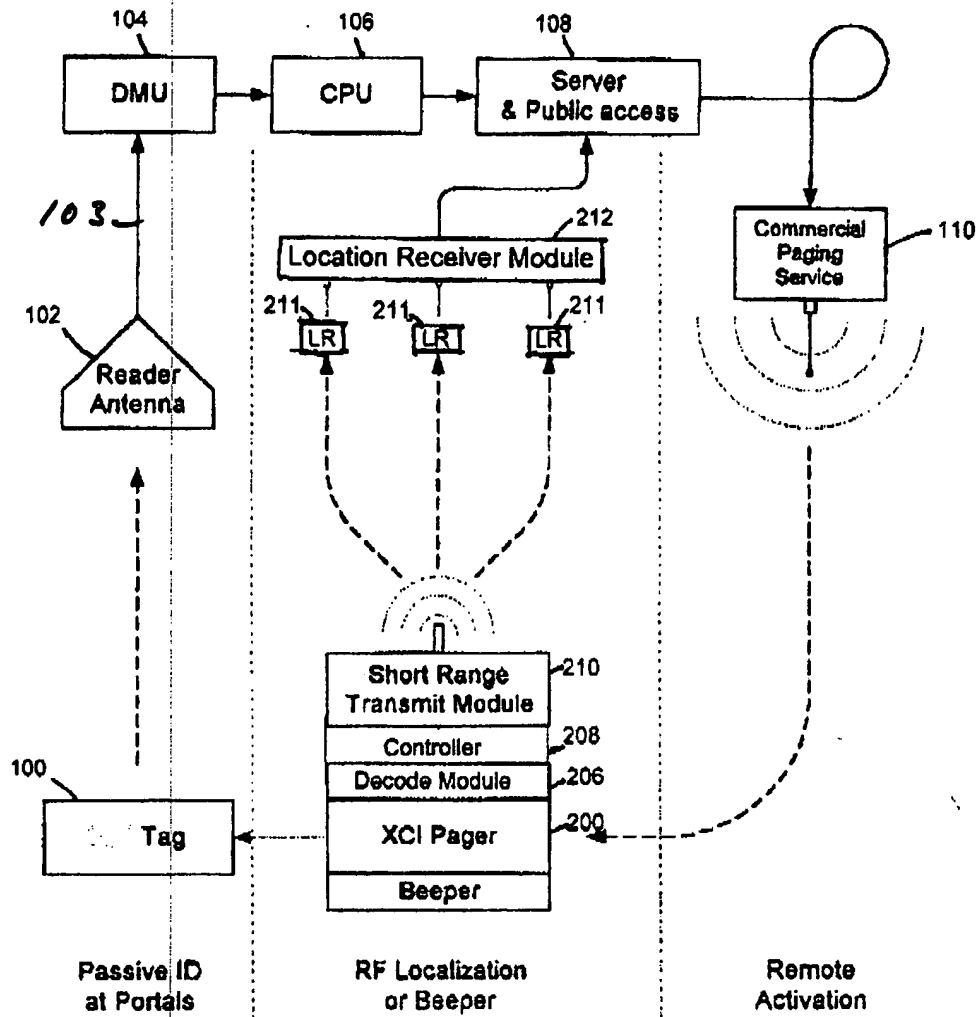 104
106
108
DMU
CPU
Server
& Public access
103
212
Location Receiver Module
Commercial
Paging
Service
110
102
211
211
211
LR
LR
LR
Reader
Antenna
Short Range
Transmit Module
210
Controller
208
Decode Module
206
100
Tag
XCI Pager
200
Beeper
Passive ID
at Portals
RF Localization
or Beeper
Remote
Activation